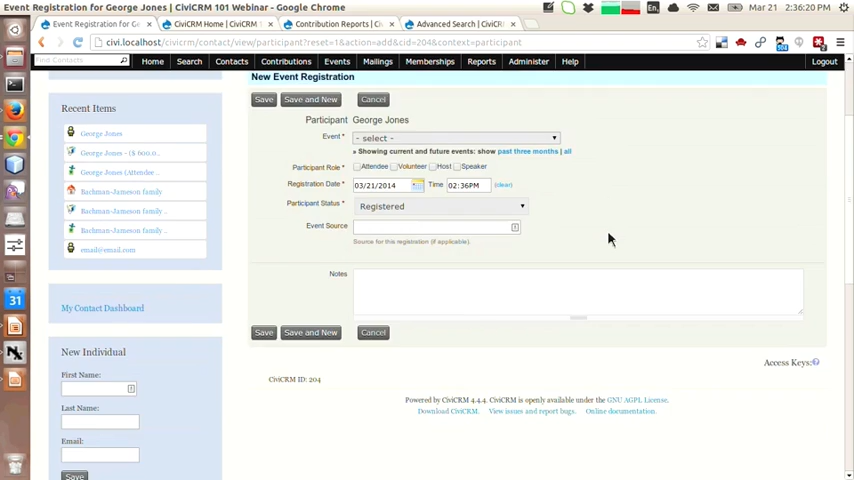 Event Registration for George Jones | CiviCRM 101 Webinar - Google Chrome
En
Mar 21 2:36:20 PM
Event Registration for Ge
CiviCRM Home | CiviCRM
Contribution Reports | C
Advanced Search | CiviCRM
civi.localhost/civicrm/contact/view/participant?reset=1&action=add&cid=204&context=participant
Find Contacts
Home Search Contacts Contributions Events Mailings Memberships Reports Administer Help Logout
New Event Registration
Save Save and New Cancel
Recent Items
George Jones
George Jones - ($ 600.0..
George Jones (Attendee ..
Bachman-Jameson family
Bachman-Jameson family ..
Bachman-Jameson family ..
email@email.com
My Contact Dashboard
New Individual
First Name:
Last Name:
Email:
Save
Participant George Jones
Event * - select -
» Showing current and future events: show past three months | all
Participant Role * Attendee Volunteer Host Speaker
Registration Date * 03/21/2014 Time 02:36PM (clear)
Participant Status * Registered
Event Source
Source for this registration (if applicable).
Notes
Save Save and New Cancel
Access Keys:
CiviCRM ID: 204
Powered by CiviCRM 4.4.4. CiviCRM is openly available under the GNU AGPL License.
Download CiviCRM. View issues and report bugs. Online documentation.
31